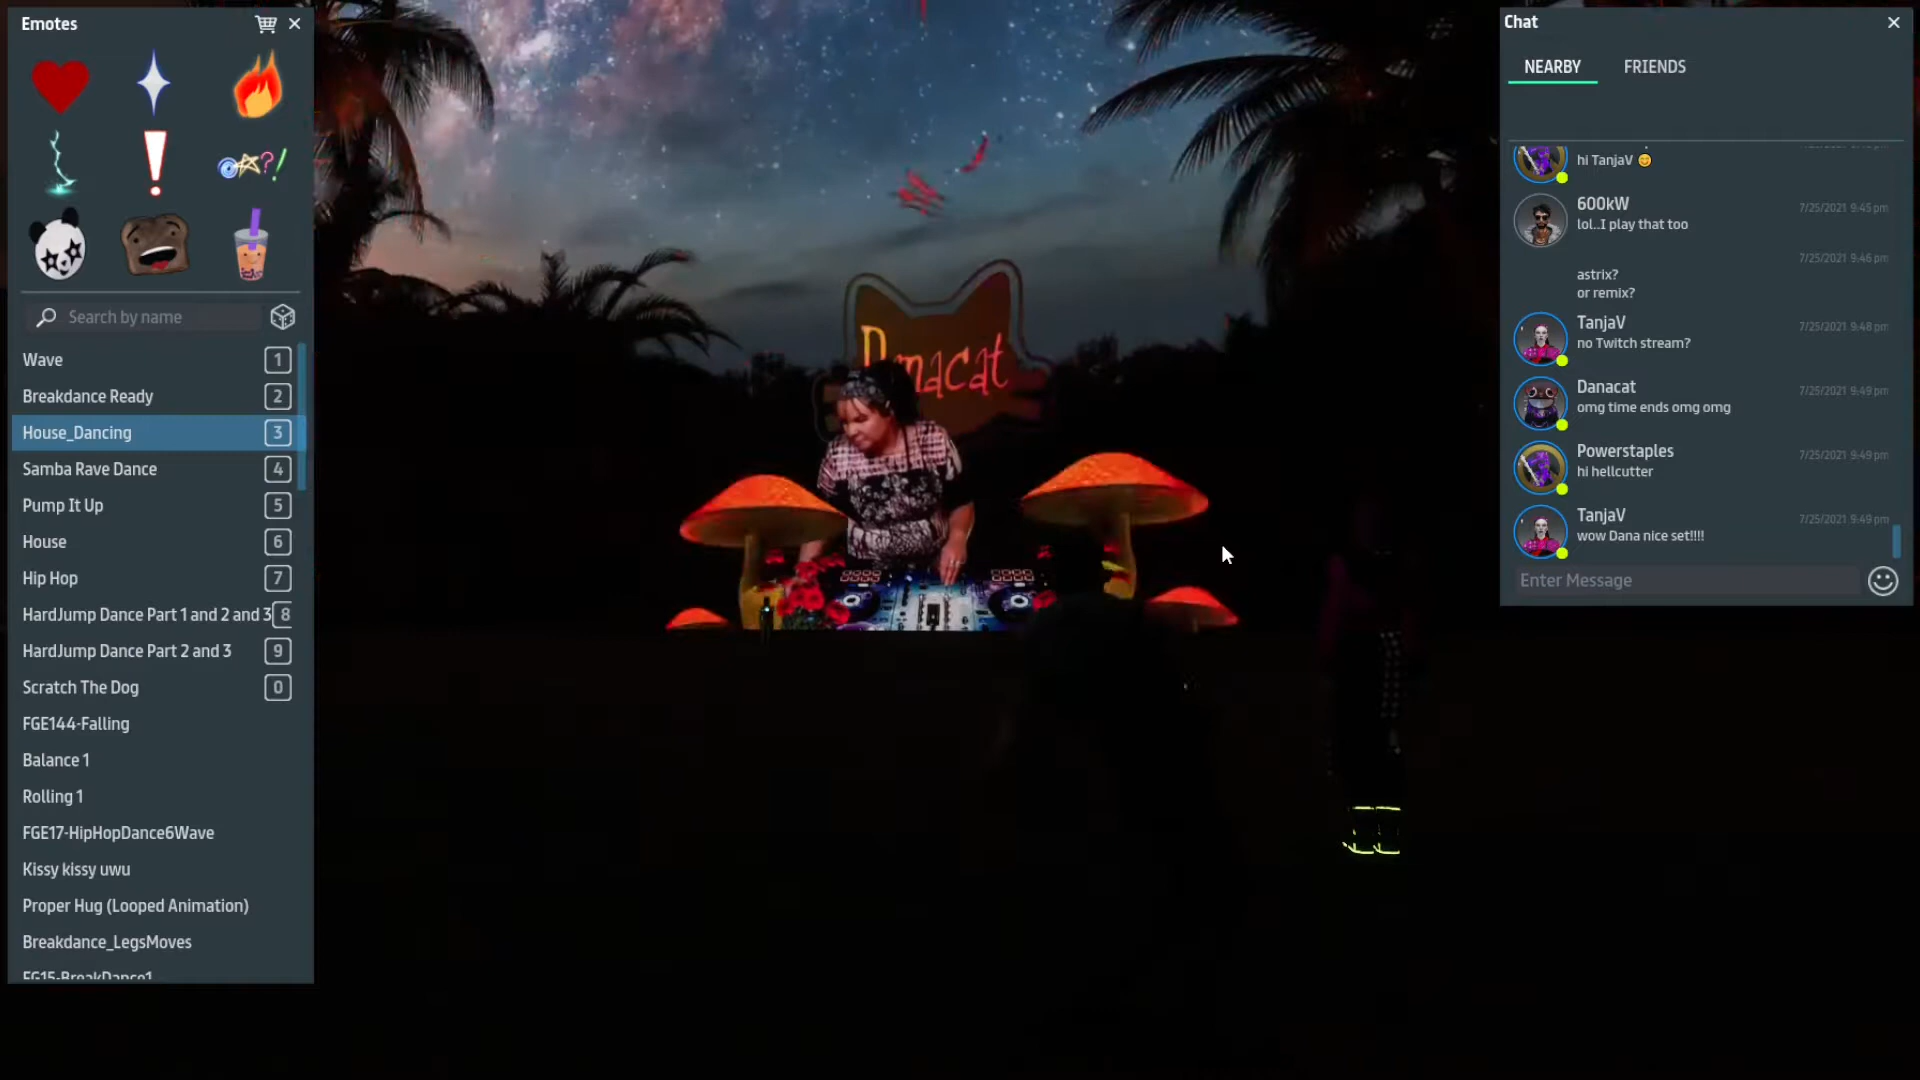 Emotes
Search by name
Wave 1
Breakdance Ready 2
House_Dancing 3
Samba Rave Dance 4
Pump It Up 5
House 6
Hip Hop 7
HardJump Dance Part 1 and 2 and 3 8
HardJump Dance Part 2 and 3 9
Scratch The Dog 0
FGE144-Falling
Balance 1
Rolling 1
FGE17-HipHopDance6Wave
Kissy kissy uwu
Proper Hug (Looped Animation)
Breakdance_LegsMoves
FG15-BreakDance1
Danacat
Chat
NEARBY FRIENDS
hi TanjaV 😊
600kW 7/25/2021 9:45 pm
lol..I play that too
7/25/2021 9:46 pm
astrix?
or remix?
TanjaV 7/25/2021 9:48 pm
no Twitch stream?
Danacat 7/25/2021 9:49 pm
omg time ends omg omg
Powerstaples 7/25/2021 9:49 pm
hi hellcutter
TanjaV 7/25/2021 9:49 pm
wow Dana nice set!!!!
Enter Message